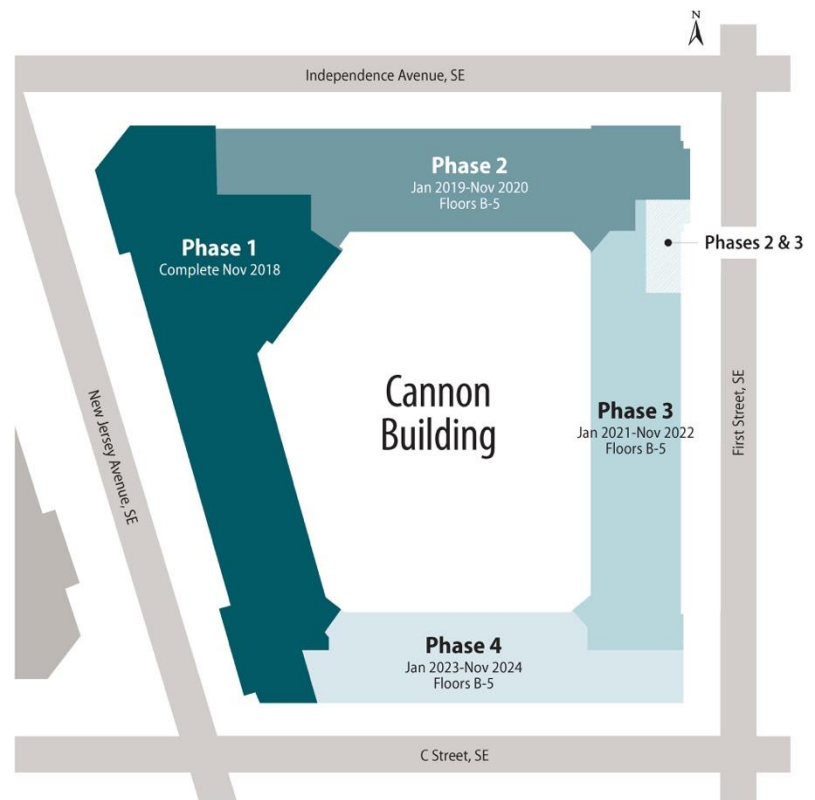 N
Independence Avenue, SE
Phase 2
Jan 2019-Nov 2020
Floors B-5
Phase 1
Complete Nov 2018
Phases 2 & 3
Cannon
Building
Phase 3
Jan 2021-Nov 2022
Floors B-5
New Jersey Avenue, SE
First Street, SE
Phase 4
Jan 2023-Nov 2024
Floors B-5
C Street, SE